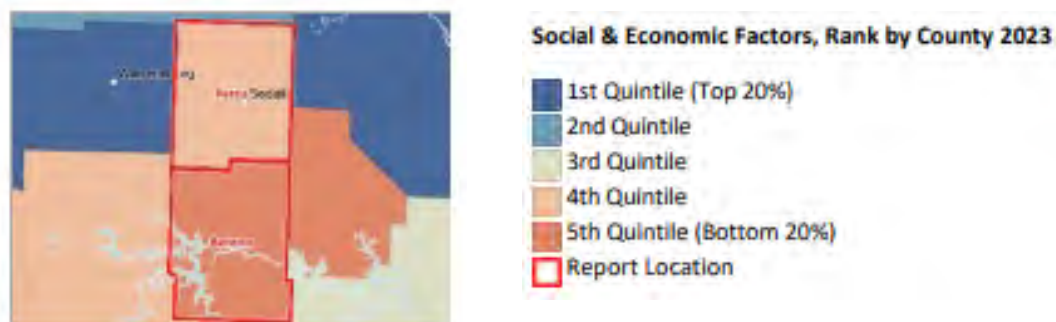 Social & Economic Factors, Rank by County 2023
1st Quintile (Top 20%)
2nd Quintile
3rd Quintile
4th Quintile
5th Quintile (Bottom 20%)
Report Location
Social